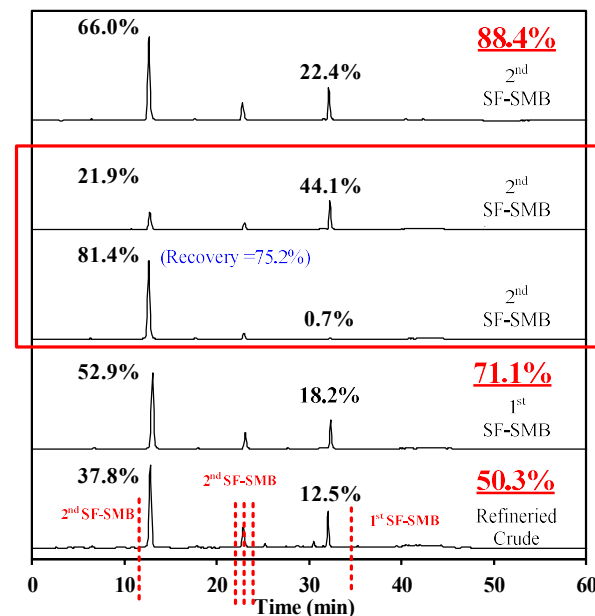 66.0%
22.4%
88.4%
2nd
SF-SMB
21.9%
44.1%
2nd
SF-SMB
81.4%
(Recovery =75.2%)
0.7%
2nd
SF-SMB
52.9%
18.2%
71.1%
1st
SF-SMB
37.8%
2nd SF-SMB
2nd SF-SMB
12.5%
1st SF-SMB
50.3%
Refineried
Crude
0 10 20 30 40 50 60
Time (min)